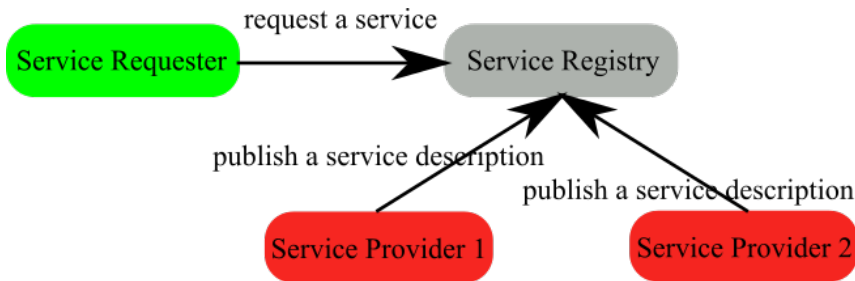 request a service
Service Requester
Service Registry
publish a service description
publish a service description
Service Provider 1
Service Provider 2